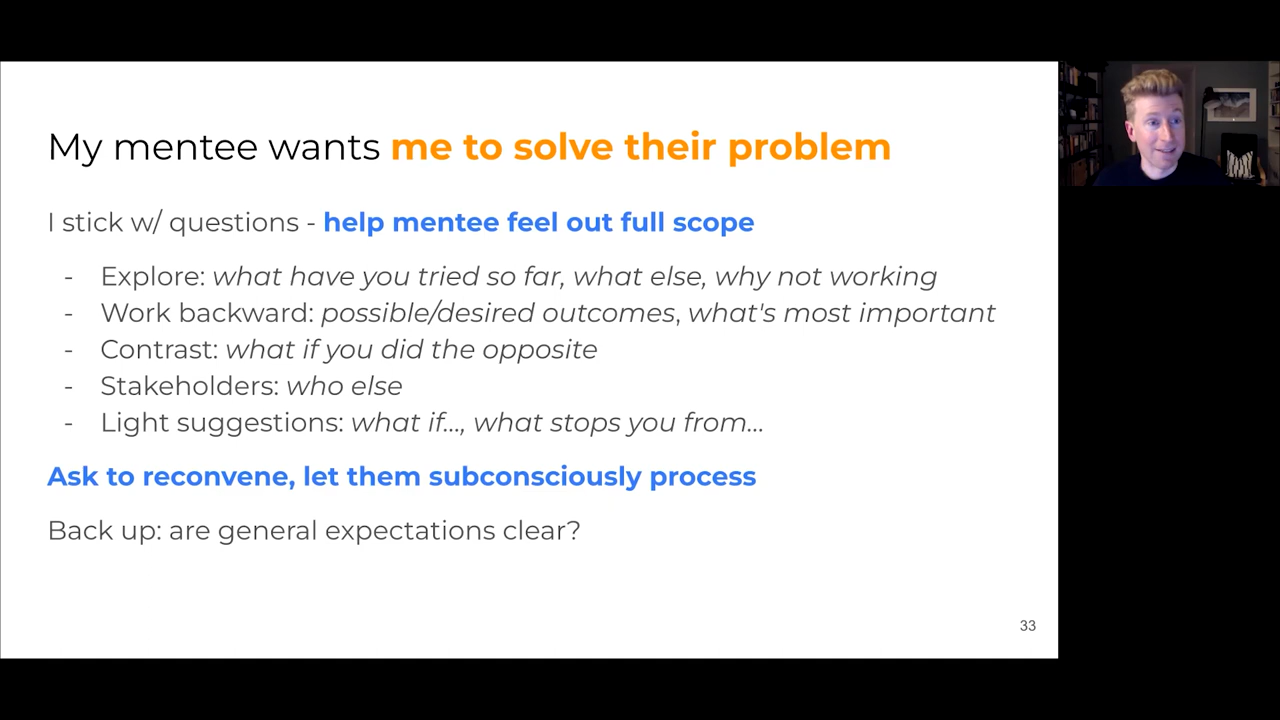 My mentee wants me to solve their problem
I stick w/ questions - help mentee feel out full scope
- Explore: what have you tried so far, what else, why not working
- Work backward: possible/desired outcomes, what's most important
- Contrast: what if you did the opposite
- Stakeholders: who else
- Light suggestions: what if..., what stops you from...
Ask to reconvene, let them subconsciously process
Back up: are general expectations clear?
33